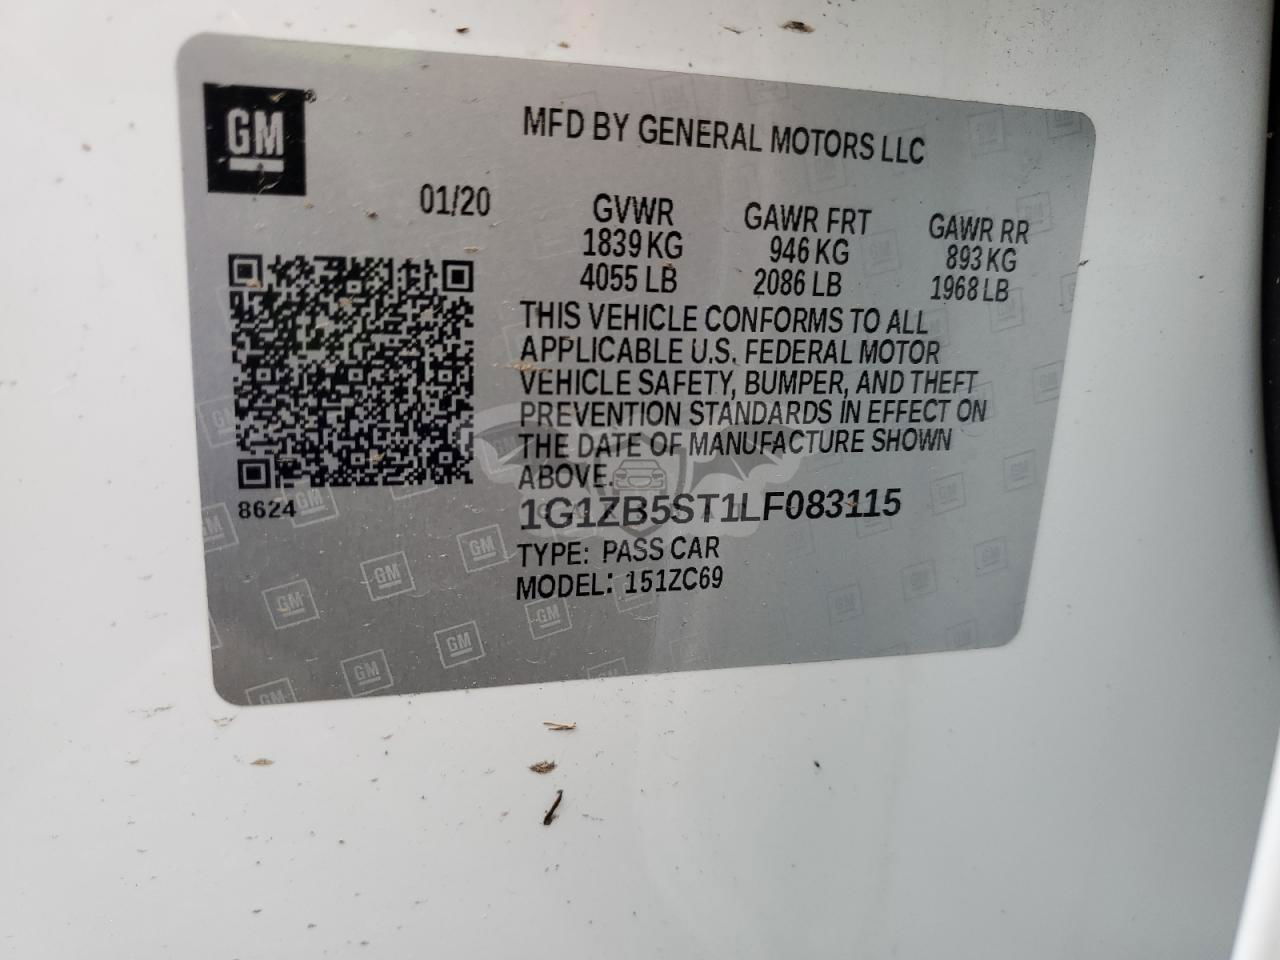 GM
MFD BY GENERAL MOTORS LLC
01/20
GVWR GAWR FRT GAWR RR
1839 KG 946 KG 893 KG
4055 LB 2086 LB 1968 LB
THIS VEHICLE CONFORMS TO ALL
APPLICABLE U.S. FEDERAL MOTOR
VEHICLE SAFETY, BUMPER, AND THEFT
PREVENTION STANDARDS IN EFFECT ON
THE DATE OF MANUFACTURE SHOWN
ABOVE.
8624
1G1ZB5ST1LF083115
TYPE: PASS CAR
MODEL: 151ZC69